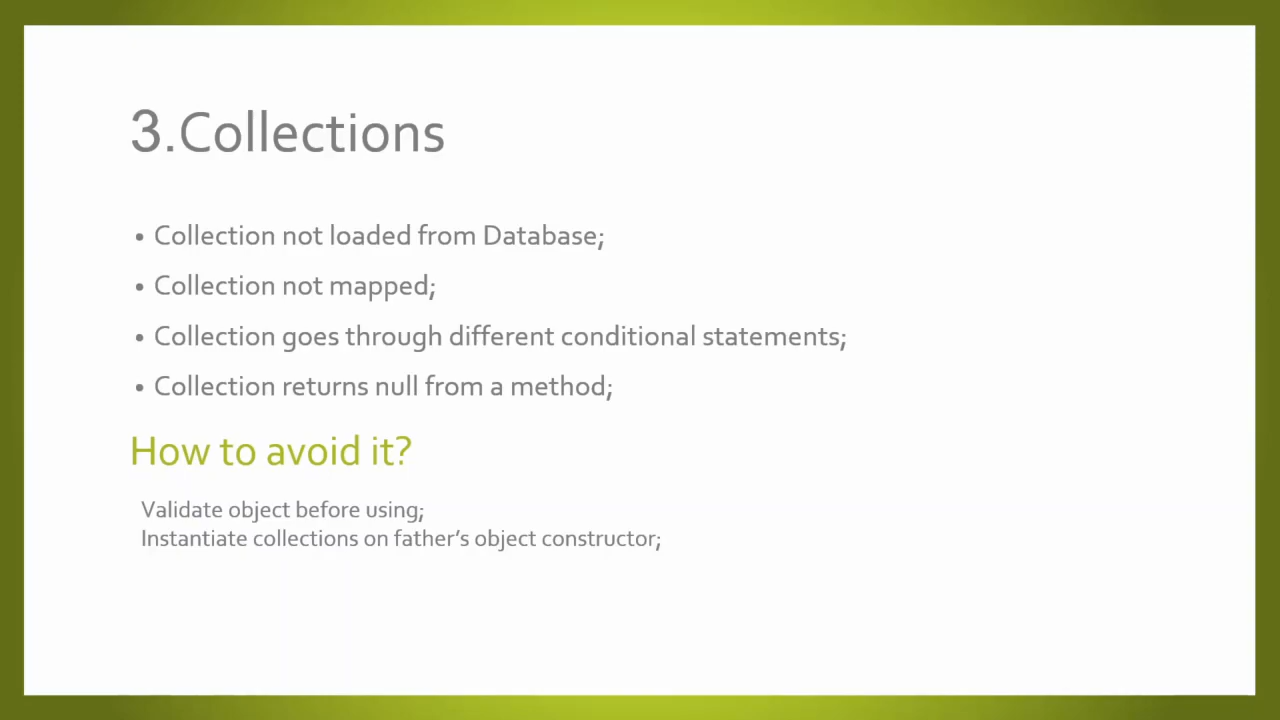 3.Collections
• Collection not loaded from Database;
• Collection not mapped;
• Collection goes through different conditional statements;
• Collection returns null from a method;
How to avoid it?
Validate object before using;
Instantiate collections on father’s object constructor;